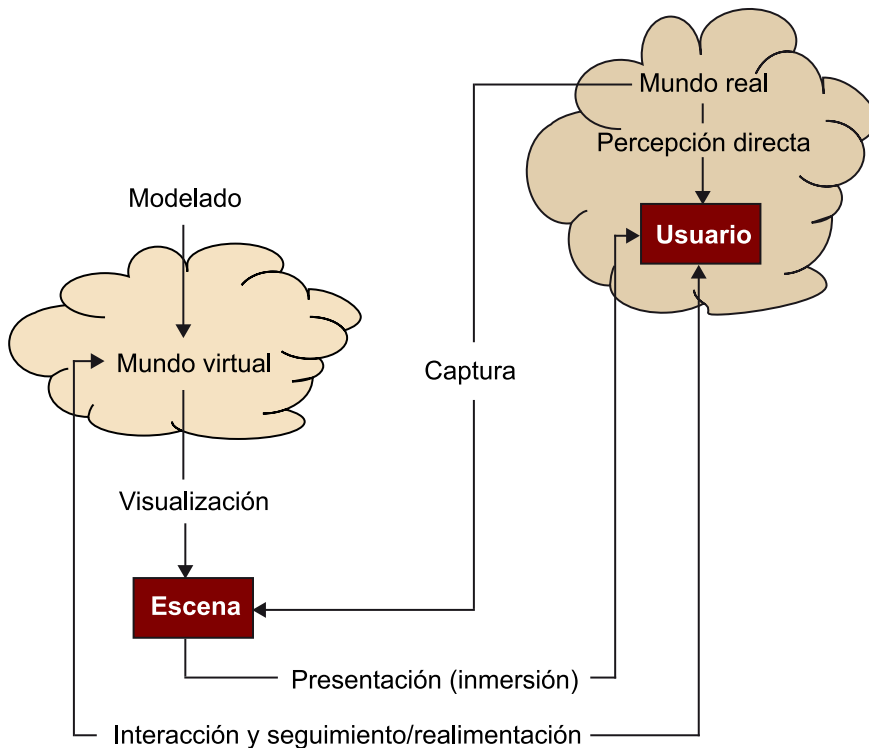 Mundo real
Percepción directa
Usuario
Modelado
Mundo virtual
Captura
Visualización
Escena
Presentación (inmersión)
Interacción y seguimiento/realimentación